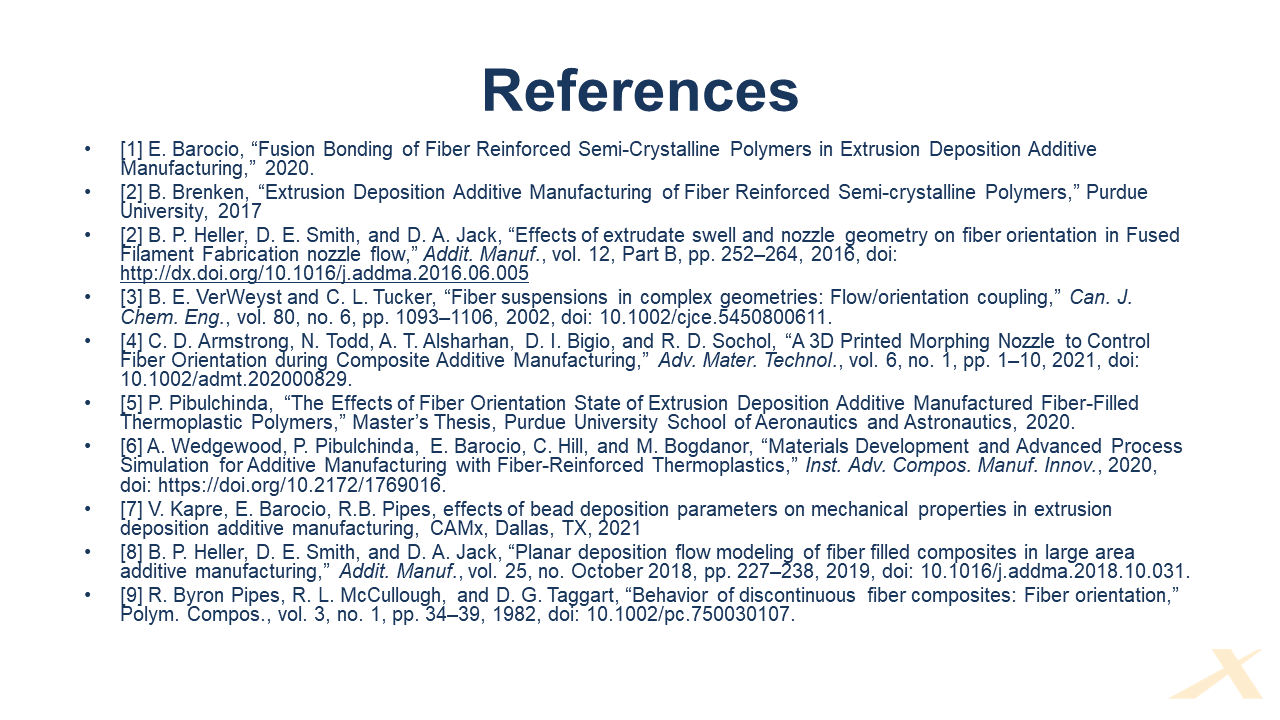 References
• [1] E. Barocio, “Fusion Bonding of Fiber Reinforced Semi-Crystalline Polymers in Extrusion Deposition Additive
Manufacturing,” 2020.
• [2] B. Brenken, “Extrusion Deposition Additive Manufacturing of Fiber Reinforced Semi-crystalline Polymers,” Purdue
University, 2017
• [2] B. P. Heller, D. E. Smith, and D. A. Jack, “Effects of extrudate swell and nozzle geometry on fiber orientation in Fused
Filament Fabrication nozzle flow,” Addit. Manuf., vol. 12, Part B, pp. 252–264, 2016, doi:
http://dx.doi.org/10.1016/j.addma.2016.06.005
• [3] B. E. VerWeyst and C. L. Tucker, “Fiber suspensions in complex geometries: Flow/orientation coupling,” Can. J.
Chem. Eng., vol. 80, no. 6, pp. 1093–1106, 2002, doi: 10.1002/cjce.5450800611.
• [4] C. D. Armstrong, N. Todd, A. T. Alsharhan, D. I. Bigio, and R. D. Sochol, “A 3D Printed Morphing Nozzle to Control
Fiber Orientation during Composite Additive Manufacturing,” Adv. Mater. Technol., vol. 6, no. 1, pp. 1–10, 2021, doi:
10.1002/admt.202000829.
• [5] P. Pibulchinda, “The Effects of Fiber Orientation State of Extrusion Deposition Additive Manufactured Fiber-Filled
Thermoplastic Polymers,” Master’s Thesis, Purdue University School of Aeronautics and Astronautics, 2020.
• [6] A. Wedgewood, P. Pibulchinda, E. Barocio, C. Hill, and M. Bogdanor, “Materials Development and Advanced Process
Simulation for Additive Manufacturing with Fiber-Reinforced Thermoplastics,” Inst. Adv. Compos. Manuf. Innov., 2020,
doi: https://doi.org/10.2172/1769016.
• [7] V. Kapre, E. Barocio, R.B. Pipes, effects of bead deposition parameters on mechanical properties in extrusion
deposition additive manufacturing, CAMx, Dallas, TX, 2021
• [8] B. P. Heller, D. E. Smith, and D. A. Jack, “Planar deposition flow modeling of fiber filled composites in large area
additive manufacturing,” Addit. Manuf., vol. 25, no. October 2018, pp. 227–238, 2019, doi: 10.1016/j.addma.2018.10.031.
• [9] R. Byron Pipes, R. L. McCullough, and D. G. Taggart, “Behavior of discontinuous fiber composites: Fiber orientation,”
Polym. Compos., vol. 3, no. 1, pp. 34–39, 1982, doi: 10.1002/pc.750030107.